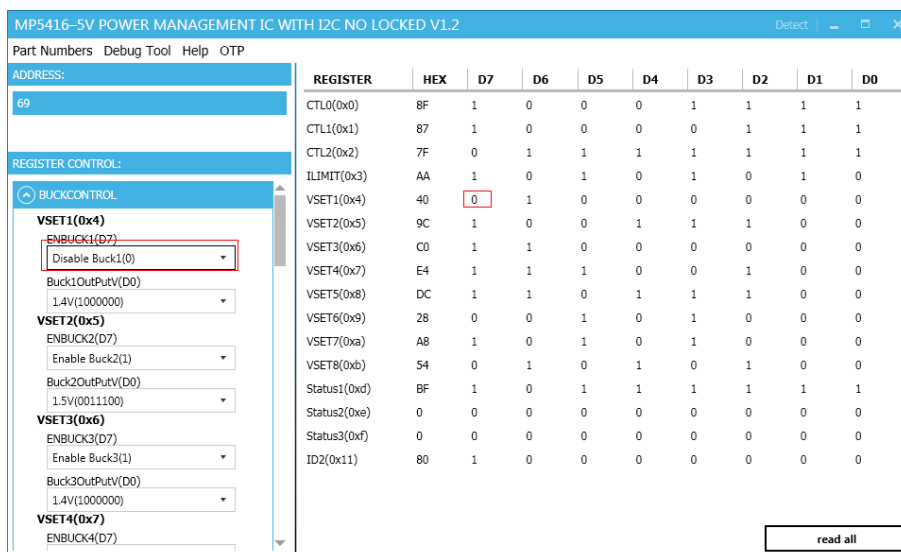 MP5416--5V POWER MANAGEMENT IC WITH I2C NO LOCKED V1.2 Detect
Part Numbers Debug Tool Help OTP
ADDRESS:
69
REGISTER CONTROL:
BUCKCONTROL
VSET1(0x4)
ENBUCK1(D7)
Disable Buck1(0)
Buck1OutPutV(D0)
1.4V(1000000)
VSET2(0x5)
ENBUCK2(D7)
Enable Buck2(1)
Buck2OutPutV(D0)
1.5V(0011100)
VSET3(0x6)
ENBUCK3(D7)
Enable Buck3(1)
Buck3OutPutV(D0)
1.4V(1000000)
VSET4(0x7)
ENBUCK4(D7)
REGISTER HEX D7 D6 D5 D4 D3 D2 D1 D0
CTL0(0x0) 8F 1 0 0 0 1 1 1 1
CTL1(0x1) 87 1 0 0 0 0 1 1 1
CTL2(0x2) 7F 0 1 1 1 1 1 1 1
ILIMIT(0x3) AA 1 0 1 0 1 0 1 0
VSET1(0x4) 40 0 1 0 0 0 0 0 0
VSET2(0x5) 9C 1 0 0 1 1 1 0 0
VSET3(0x6) C0 1 1 0 0 0 0 0 0
VSET4(0x7) E4 1 1 1 0 0 1 0 0
VSET5(0x8) DC 1 1 0 1 1 1 0 0
VSET6(0x9) 28 0 0 1 0 1 0 0 0
VSET7(0xa) A8 1 0 1 0 1 0 0 0
VSET8(0xb) 54 0 1 0 1 0 1 0 0
Status1(0xd) BF 1 0 1 1 1 1 1 1
Status2(0xe) 0 0 0 0 0 0 0 0 0
Status3(0xf) 0 0 0 0 0 0 0 0 0
ID2(0x11) 80 1 0 0 0 0 0 0 0
read all